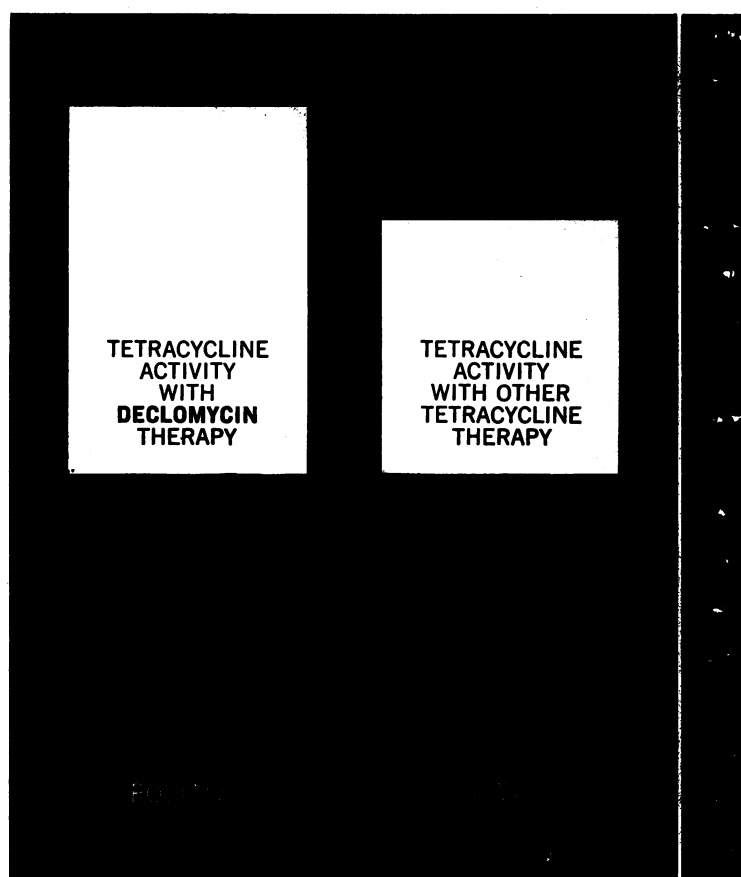 TETRACYCLINE
ACTIVITY
WITH
DECLOMYCIN
THERAPY
TETRACYCLINE
ACTIVITY
WITH OTHER
TETRACYCLINE
THERAPY